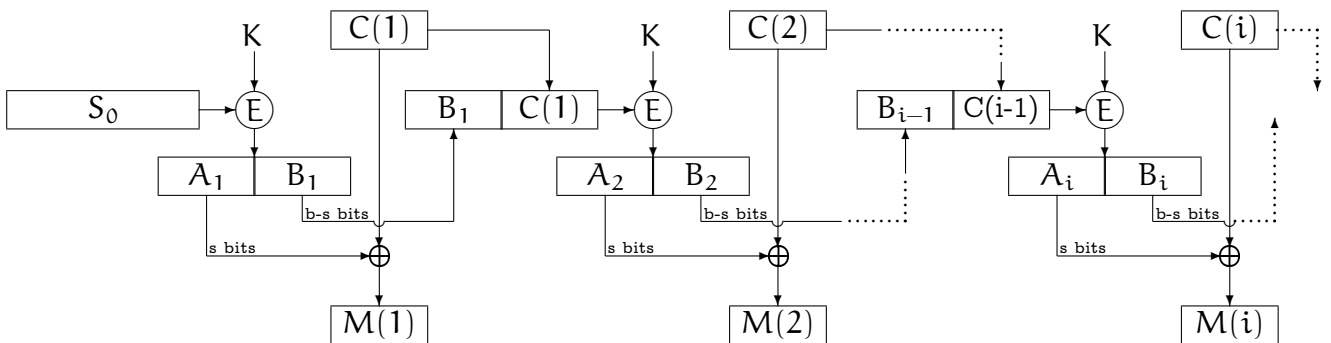 C(1) C(2) C(i)
K K K
S₀ E B₁ C(1) E Bᵢ₋₁ C(i-1) E
A₁ B₁ A₂ B₂ Aᵢ Bᵢ
b-s bits b-s bits b-s bits
s bits s bits s bits
M(1) M(2) M(i)